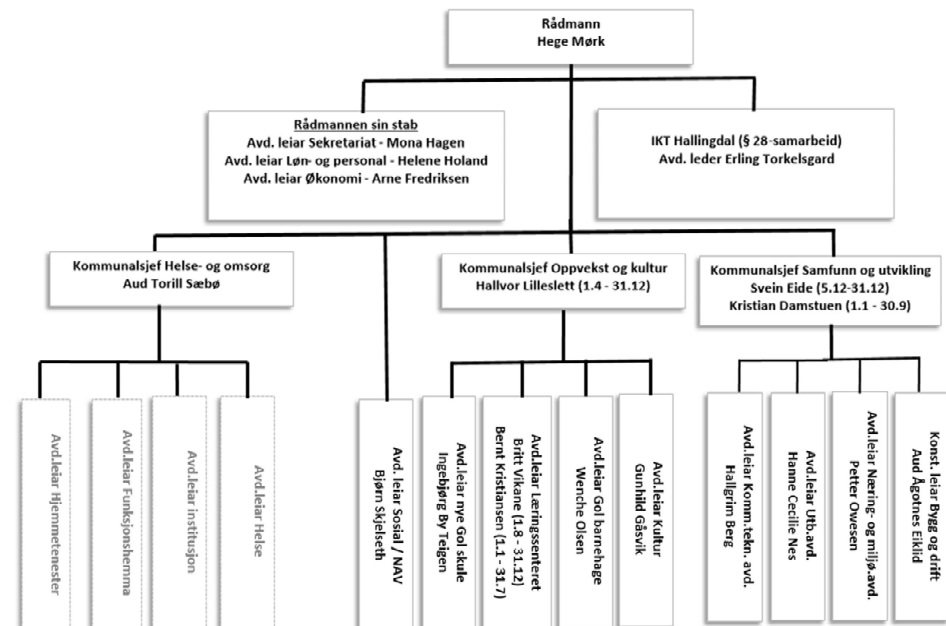 Rådmann
Hege Mørk
Rådmannen sin stab
Avd. leiar Sekretariat - Mona Hagen
Avd. leiar Løn- og personal - Helene Holand
Avd. leiar Økonomi - Arne Fredriksen
IKT Hallingdal (§ 28-samarbeid)
Avd. leder Erling Torkelsgard
Kommunalsjef Helse- og omsorg
Aud Torill Sæbø
Kommunalsjef Oppvekst og kultur
Hallvor Lilleslett (1.4 - 31.12)
Kommunalsjef Samfunn og utvikling
Svein Eide (5.12-31.12)
Kristian Damstuen (1.1 - 30.9)
Avd.leiar Hjemmetenester
Avd.leiar Funksjonshemma
Avd.leiar institusjon
Avd.leiar Helse
Avd. leiar Sosial / NAV
Bjørn Skjelseth
Avd.leiar nye Gol skule
Ingebjørg By Teigen
Avd.leiar Læringssenteret
Britt Vikane (1.8 - 31.12)
Bernt Kristiansen (1.1 - 31.7)
Avd.leiar Gol barnehage
Wenche Olsen
Avd.leiar Kultur
Gunhild Gåsvik
Avd.leiar Komm.tekn. avd.
Hallgrim Berg
Avd.leiar Utb.avd.
Hanne Cecilie Nes
Avd.leiar Næring- og miljø.avd.
Petter Owesen
Konst. leiar Bygg og drift
Aud Ågotnes Eiklid